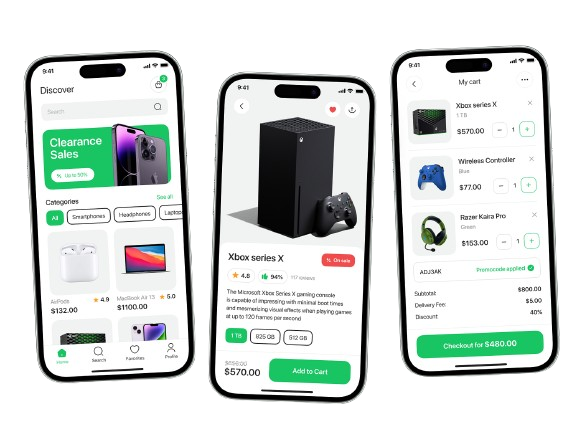 9:41
Discover
3
Search
Clearance
Sales
% Up to 50%
Categories
See all
All
Smartphones
Headphones
Laptop
AirPods
4.9
$132.00
MacBook Air 13
5.0
$1100.00
Home
Search
Favorites
Profile
9:41
Xbox series X
% On sale
4.8
94%
117 reviews
The Microsoft Xbox Series X gaming console
is capable of impressing with minimal boot times
and mesmerizing visual effects when playing games
at up to 120 frames per second.
1 TB
825 GB
512 GB
$650.00
$570.00
Add to Cart
9:41
My cart
Xbox series X
1 TB
$570.00
1
Wireless Controller
Blue
$77.00
1
Razer Kaira Pro
Green
$153.00
1
ADJ3AK
Promocode applied
Subtotal:
$800.00
Delivery Fee:
$5.00
Discount:
40%
Checkout for $480.00